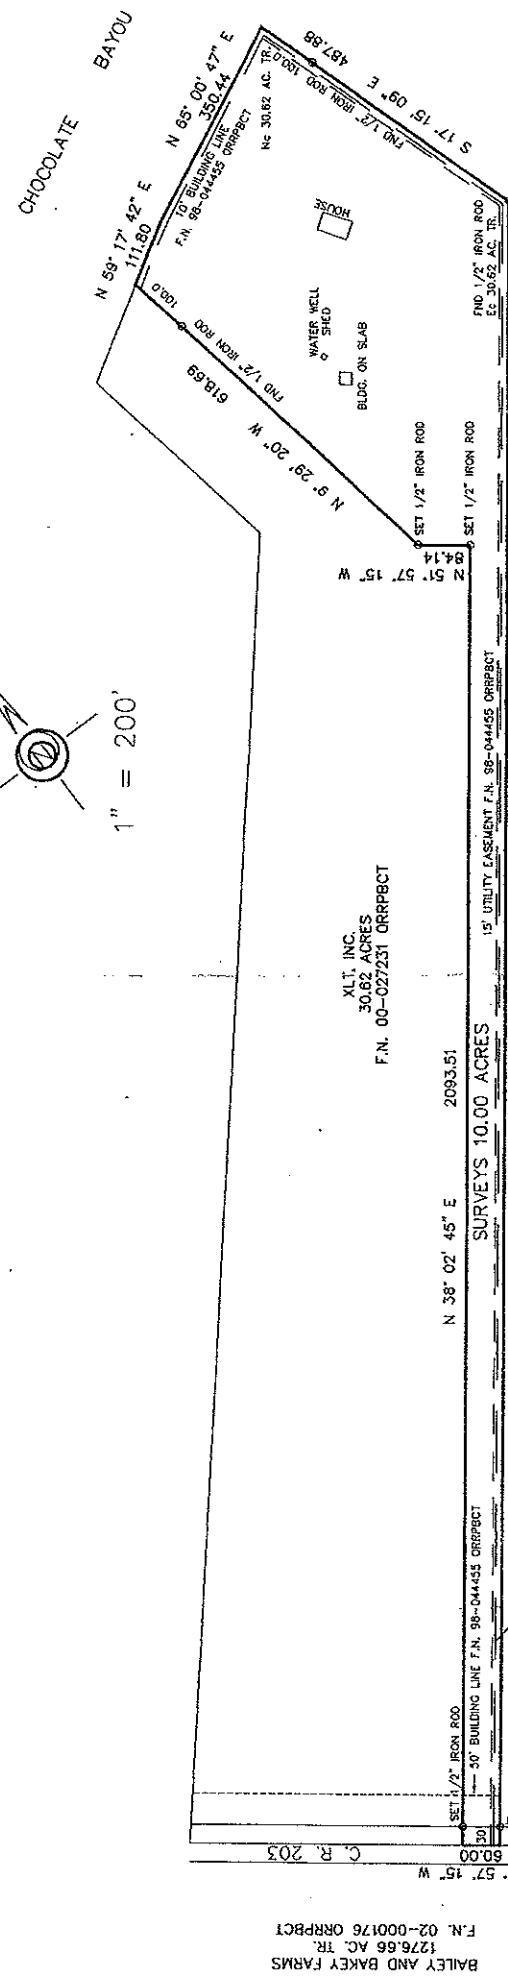 CHOCOLATE BAYOU
N 65° 00' 47" E
350.44
N 59° 17' 42" E
111.80
10' BUILDING LINE
F.N. 98-044455 ORRPBCT
Nc 30.62 AC. TR.
100.0
487.88
S 17° 15' 09" E
FND 1/2" IRON ROD
100.0
FND 1/2" IRON ROD
618.69
N 9° 29' 20" W
HOUSE
WATER WELL
SHED
BLDG. ON SLAB
FND 1/2" IRON ROD
Ec 30.62 AC. TR.
SET 1/2" IRON ROD
SET 1/2" IRON ROD
84.14
N 51° 57' 15" W
N
1" = 200'
XLT, INC.
30.62 ACRES
F.N. 00-027231 ORRPBCT
15' UTILITY EASEMENT F.N. 98-044455 ORRPBCT
N 38° 02' 45" E 2093.51
SURVEYS 10.00 ACRES
SET 1/2" IRON ROD
50' BUILDING LINE F.N. 98-044455 ORRPBCT
30
60.00
57' 15" W
C. R. 203
BAILEY AND BAKEY FARMS
1276.66 AC. TR.
F.N. 02-000176 ORRPBCT